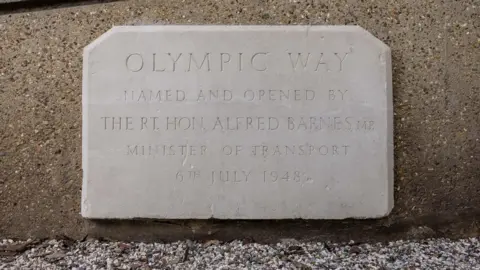 OLYMPIC WAY
NAMED AND OPENED BY
THE RT. HON. ALFRED BARNES, M.P.
MINISTER OF TRANSPORT
6TH JULY 1948